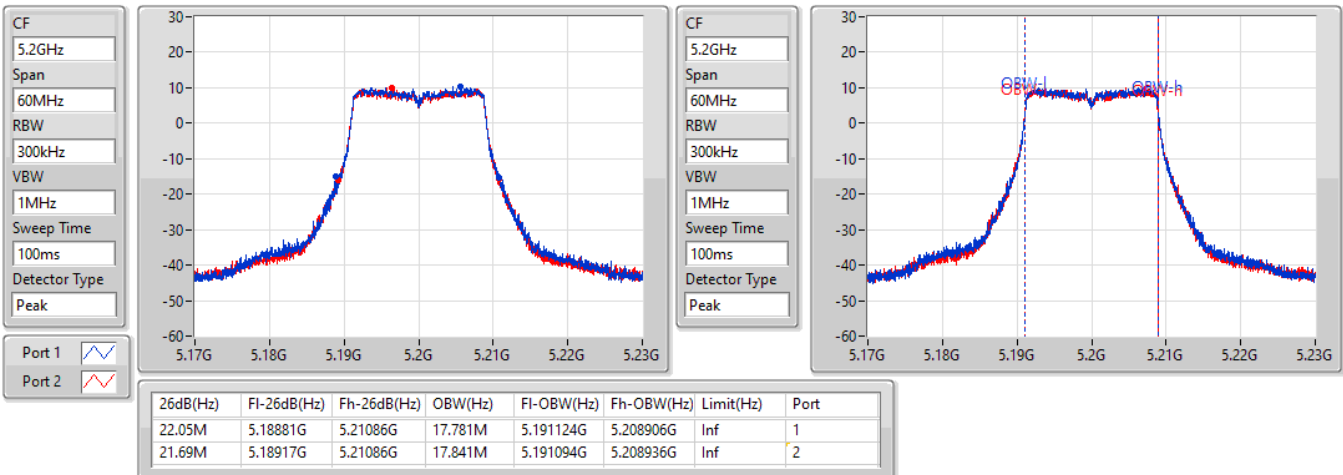 CF
5.2GHz
Span
60MHz
RBW
300kHz
VBW
1MHz
Sweep Time
100ms
Detector Type
Peak
Port 1
Port 2
30
20
10
0
-10
-20
-30
-40
-50
-60
5.17G 5.18G 5.19G 5.2G 5.21G 5.22G 5.23G
CF
5.2GHz
Span
60MHz
RBW
300kHz
VBW
1MHz
Sweep Time
100ms
Detector Type
Peak
30
20
10
0
-10
-20
-30
-40
-50
-60
OBW-l OBW-h
OBW-l OBW-h
5.17G 5.18G 5.19G 5.2G 5.21G 5.22G 5.23G
26dB(Hz) Fl-26dB(Hz) Fh-26dB(Hz) OBW(Hz) Fl-OBW(Hz) Fh-OBW(Hz) Limit(Hz) Port
22.05M 5.18881G 5.21086G 17.781M 5.191124G 5.208906G Inf 1
21.69M 5.18917G 5.21086G 17.841M 5.191094G 5.208936G Inf 2